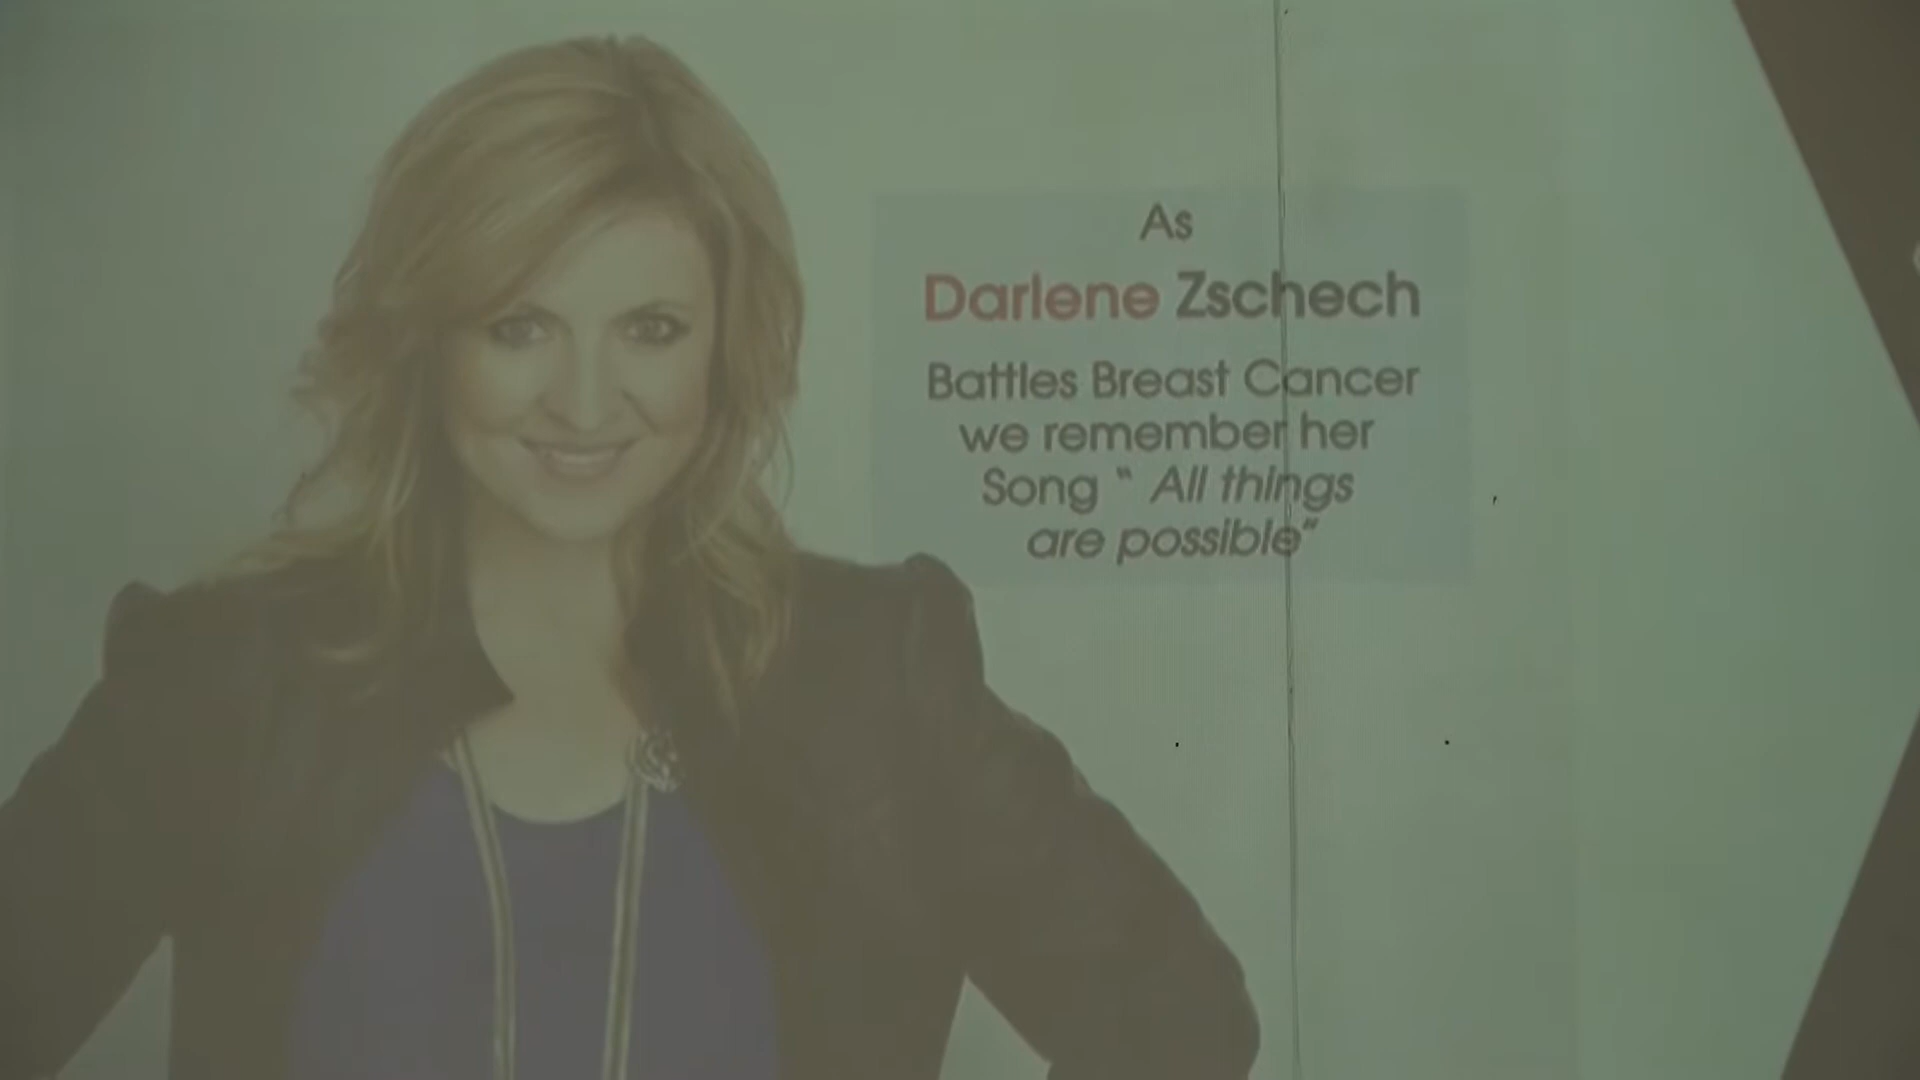 As
Darlene Zschech
Battles Breast Cancer
we remember her
Song " All things
are possible"